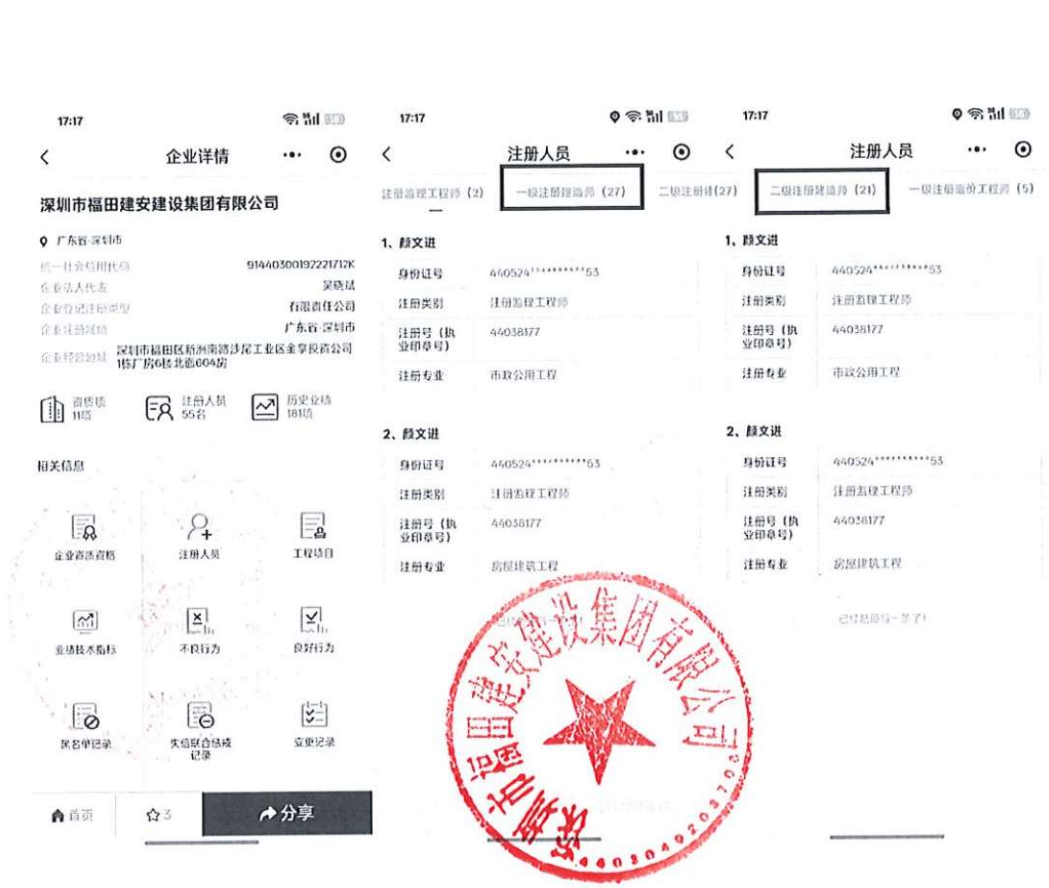 17:17
企业详情
深圳市福田建安建设集团有限公司
广东省-深圳市
统一社会信用代码 91440300192221712K
企业法人代表 吴晓斌
企业登记注册类型 有限责任公司
企业注册属地 广东省-深圳市
企业经营地址 深圳市福田区新洲南路沙尾工业区金享投资公司1栋厂房6楼北面604房
资质项 11项
注册人员 55名
历史业绩 181项
相关信息
企业资质资格
注册人员
工程项目
业绩技术指标
不良行为
良好行为
黑名单记录
失信联合惩戒记录
变更记录
首页
3
分享
17:17
注册人员
注册监理工程师 (2)
一级注册建造师 (27)
二级注册建(27)
1、颜文进
身份证号 440524**********53
注册类别 注册监理工程师
注册号 (执业印章号) 44038177
注册专业 市政公用工程
2、颜文进
身份证号 440524**********53
注册类别 注册监理工程师
注册号 (执业印章号) 44038177
注册专业 房屋建筑工程
深圳市福田建安建设集团有限公司
17:17
注册人员
二级注册建造师 (21)
一级注册造价工程师 (5)
1、颜文进
身份证号 440524**********53
注册类别 注册监理工程师
注册号 (执业印章号) 44038177
注册专业 市政公用工程
2、颜文进
身份证号 440524**********53
注册类别 注册监理工程师
注册号 (执业印章号) 44038177
注册专业 房屋建筑工程